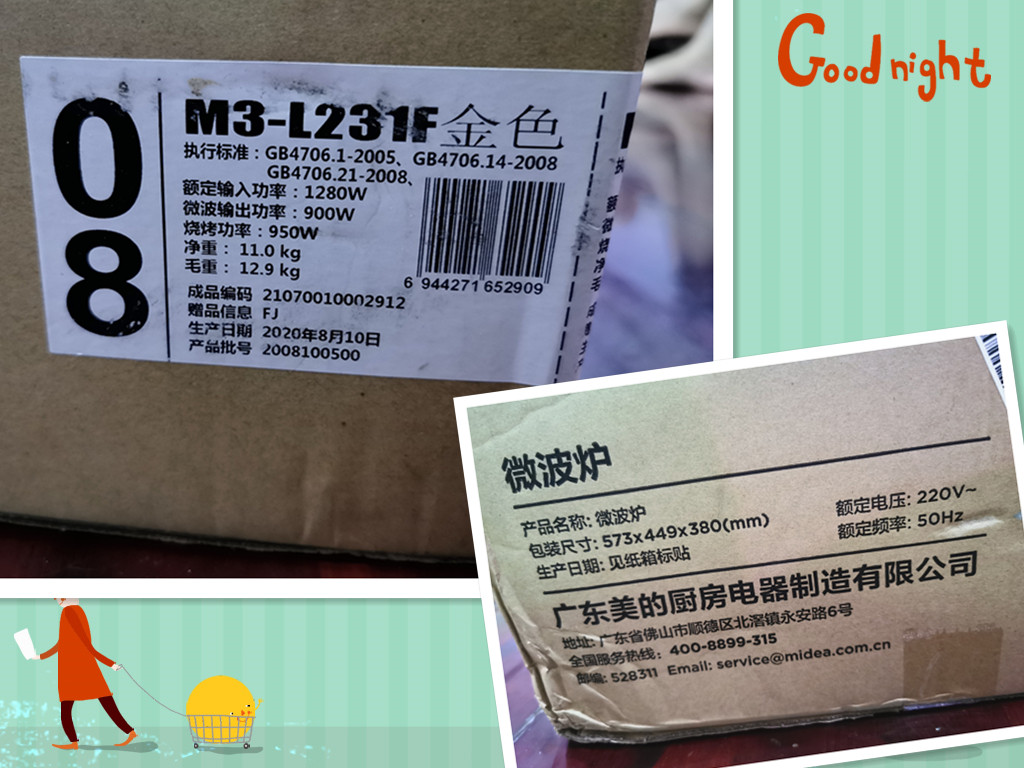 Good night
08
M3-L231F金色
执行标准：GB4706.1-2005、GB4706.14-2008
GB4706.21-2008、
额定输入功率：1280W
微波输出功率：900W
烧烤功率：950W
净重： 11.0 kg
毛重： 12.9 kg
6 944271 652909
成品编码 21070010002912
赠品信息 FJ
生产日期 2020年8月10日
产品批号 2008100500
微波炉
产品名称: 微波炉
额定电压: 220V~
包装尺寸: 573x449x380(mm)
额定频率: 50Hz
生产日期: 见纸箱标贴
广东美的厨房电器制造有限公司
地址: 广东省佛山市顺德区北滘镇永安路6号
全国服务热线: 400-8899-315
邮编: 528311 Email: service@midea.com.cn